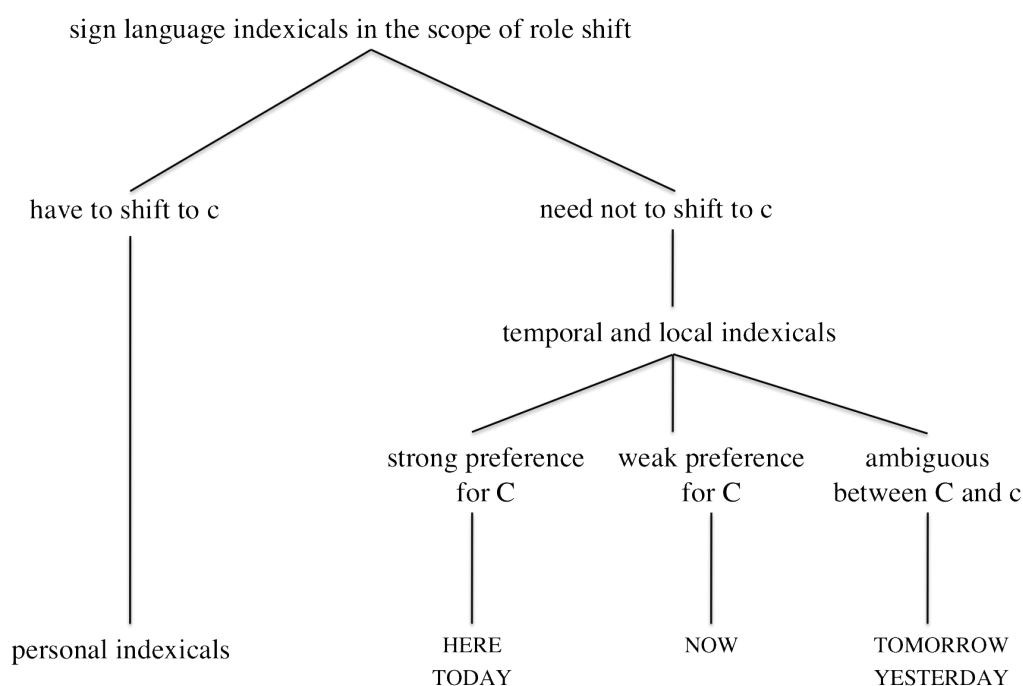 sign language indexicals in the scope of role shift
have to shift to c
need not to shift to c
temporal and local indexicals
strong preference
for C
weak preference
for C
ambiguous
between C and c
personal indexicals
HERE
TODAY
NOW
TOMORROW
YESTERDAY